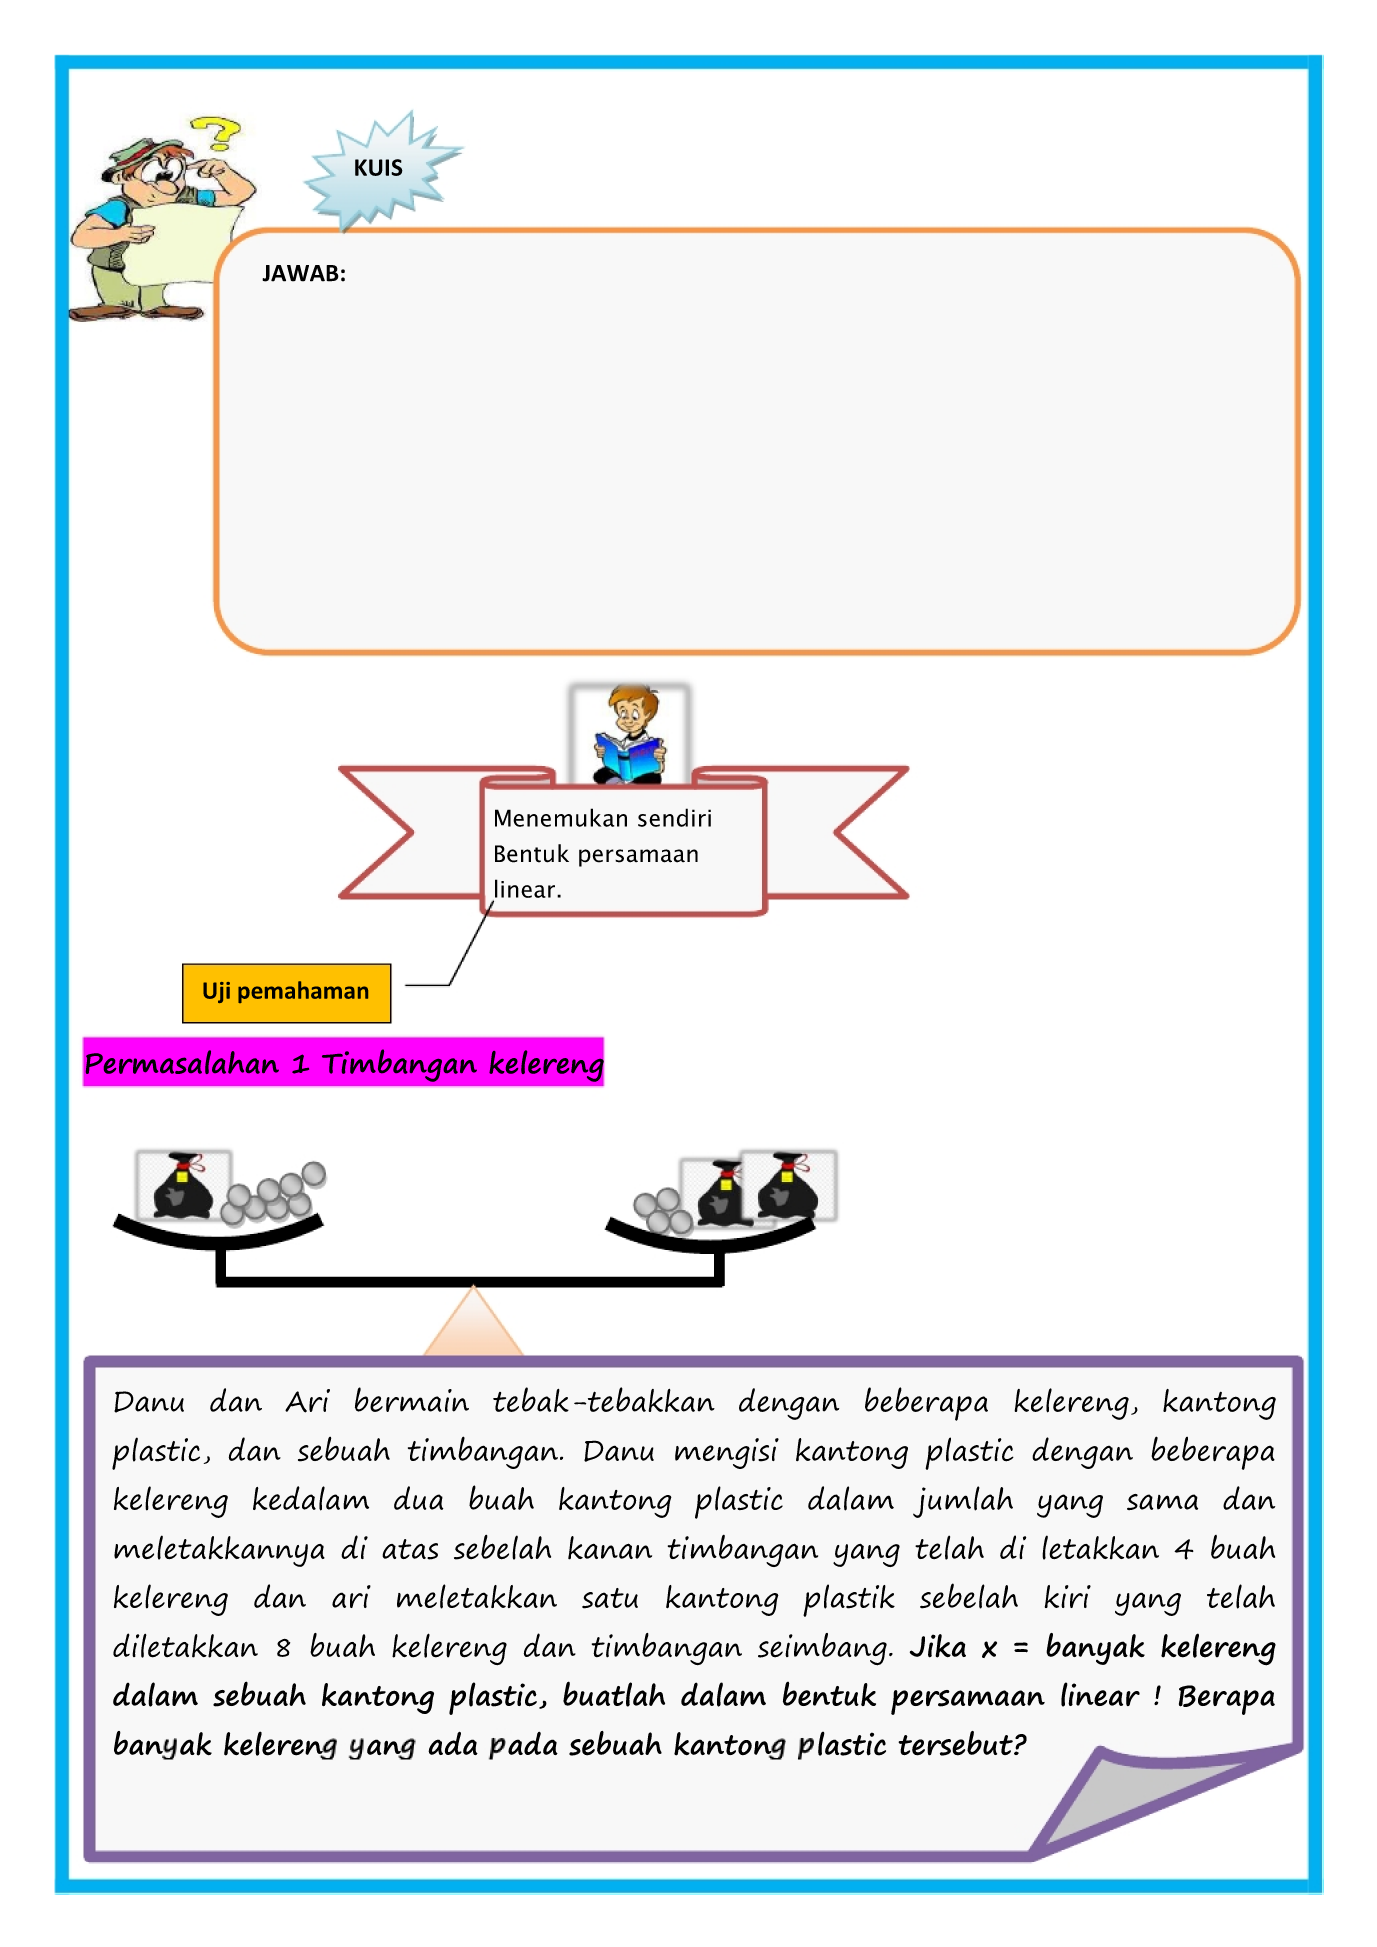 KUIS
JAWAB:
Menemukan sendiri
Bentuk persamaan
linear.
Uji pemahaman
Permasalahan 1 Timbangan kelereng
Danu dan Ari bermain tebak-tebakkan dengan beberapa kelereng, kantong
plastic, dan sebuah timbangan. Danu mengisi kantong plastic dengan beberapa
kelereng kedalam dua buah kantong plastic dalam jumlah yang sama dan
meletakkannya di atas sebelah kanan timbangan yang telah di letakkan 4 buah
kelereng dan ari meletakkan satu kantong plastik sebelah kiri yang telah
diletakkan 8 buah kelereng dan timbangan seimbang. Jika x = banyak kelereng
dalam sebuah kantong plastic, buatlah dalam bentuk persamaan linear ! Berapa
banyak kelereng yang ada pada sebuah kantong plastic tersebut?